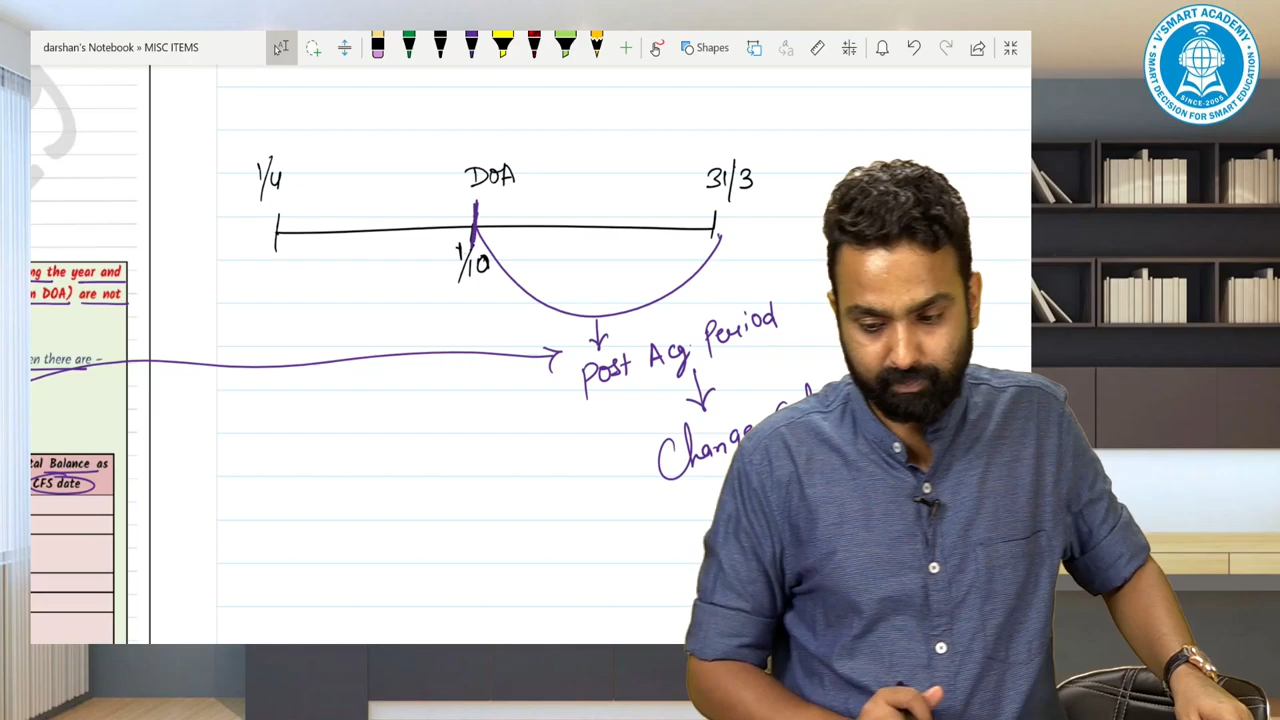 darshan's Notebook » MISC ITEMS
Shapes
V'SMART ACADEMY
SINCE-2005
SMART DECISION FOR SMART EDUCATION
1/4
DOA
31/3
1/10
ng the year and
n DOA) are not
en there are –
Post Acq. Period
Change
tal Balance as
CFS date